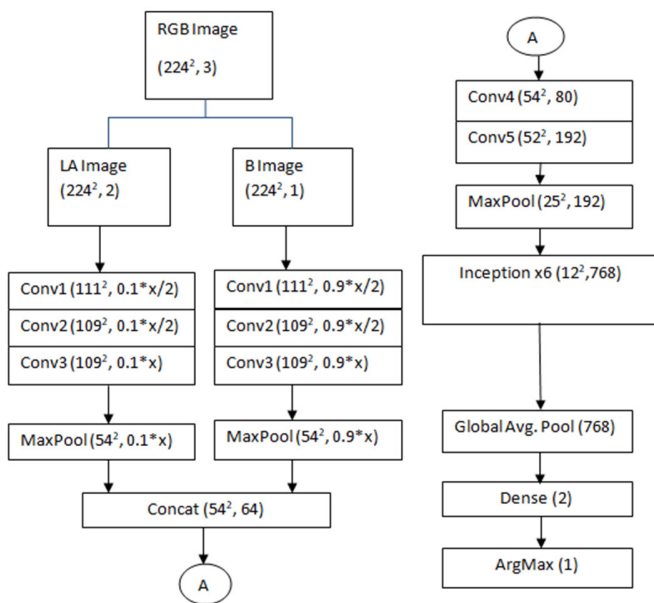 RGB Image
(224², 3)
LA Image
(224², 2)
B Image
(224², 1)
Conv1 (111², 0.1*x/2)
Conv2 (109², 0.1*x/2)
Conv3 (109², 0.1*x)
MaxPool (54², 0.1*x)
Conv1 (111², 0.9*x/2)
Conv2 (109², 0.9*x/2)
Conv3 (109², 0.9*x)
MaxPool (54², 0.9*x)
Concat (54², 64)
A
A
Conv4 (54², 80)
Conv5 (52², 192)
MaxPool (25², 192)
Inception x6 (12²,768)
Global Avg. Pool (768)
Dense (2)
ArgMax (1)